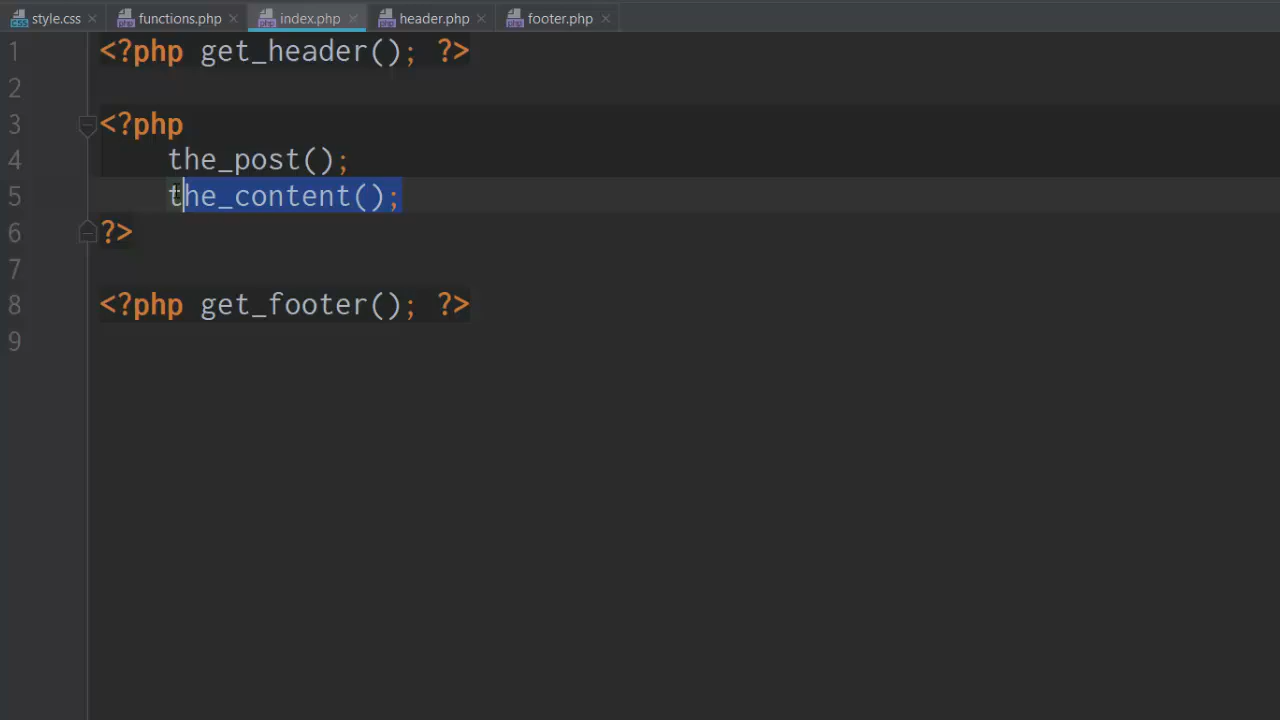 style.css functions.php index.php header.php footer.php
1 <?php get_header(); ?>
2
3 <?php
4 the_post();
5 the_content();
6 ?>
7
8 <?php get_footer(); ?>
9